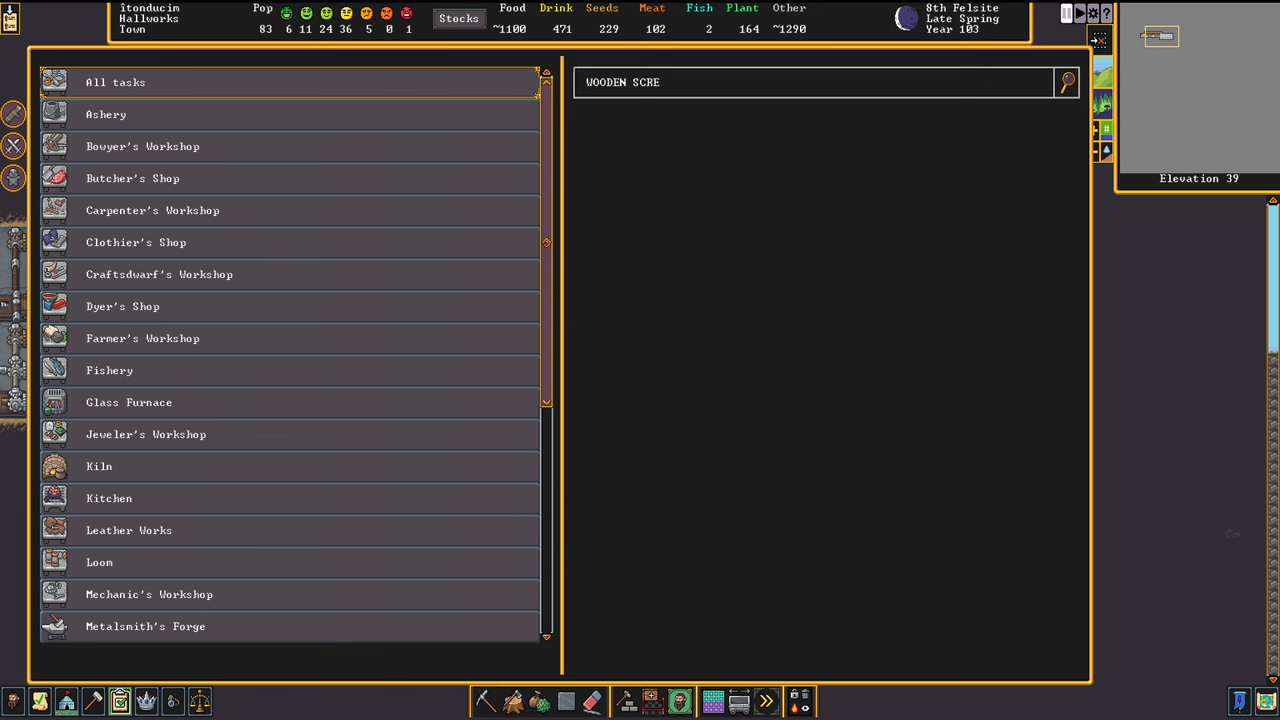 itonducim
Hallworks
Town
Pop
83 6 11 24 36 5 0 1
Stocks
Food Drink Seeds Meat Fish Plant Other
~1100 471 229 102 2 164 ~1290
8th Felsite
Late Spring
Year 103
All tasks
WOODEN SCRE
Ashery
Bowyer's Workshop
Butcher's Shop
Carpenter's Workshop
Clothier's Shop
Craftsdwarf's Workshop
Dyer's Shop
Farmer's Workshop
Fishery
Glass Furnace
Jeweler's Workshop
Kiln
Kitchen
Leather Works
Loom
Mechanic's Workshop
Metalsmith's Forge
Elevation 39